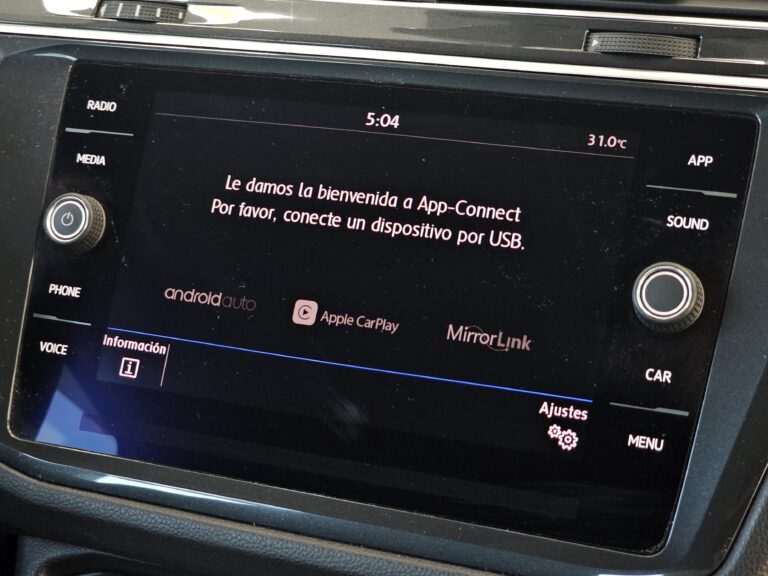 RADIO
MEDIA
PHONE
VOICE
5:04
31.0°C
Le damos la bienvenida a App-Connect
Por favor, conecte un dispositivo por USB.
androidauto
Apple CarPlay
MirrorLink
Información
i
Ajustes
APP
SOUND
CAR
MENU